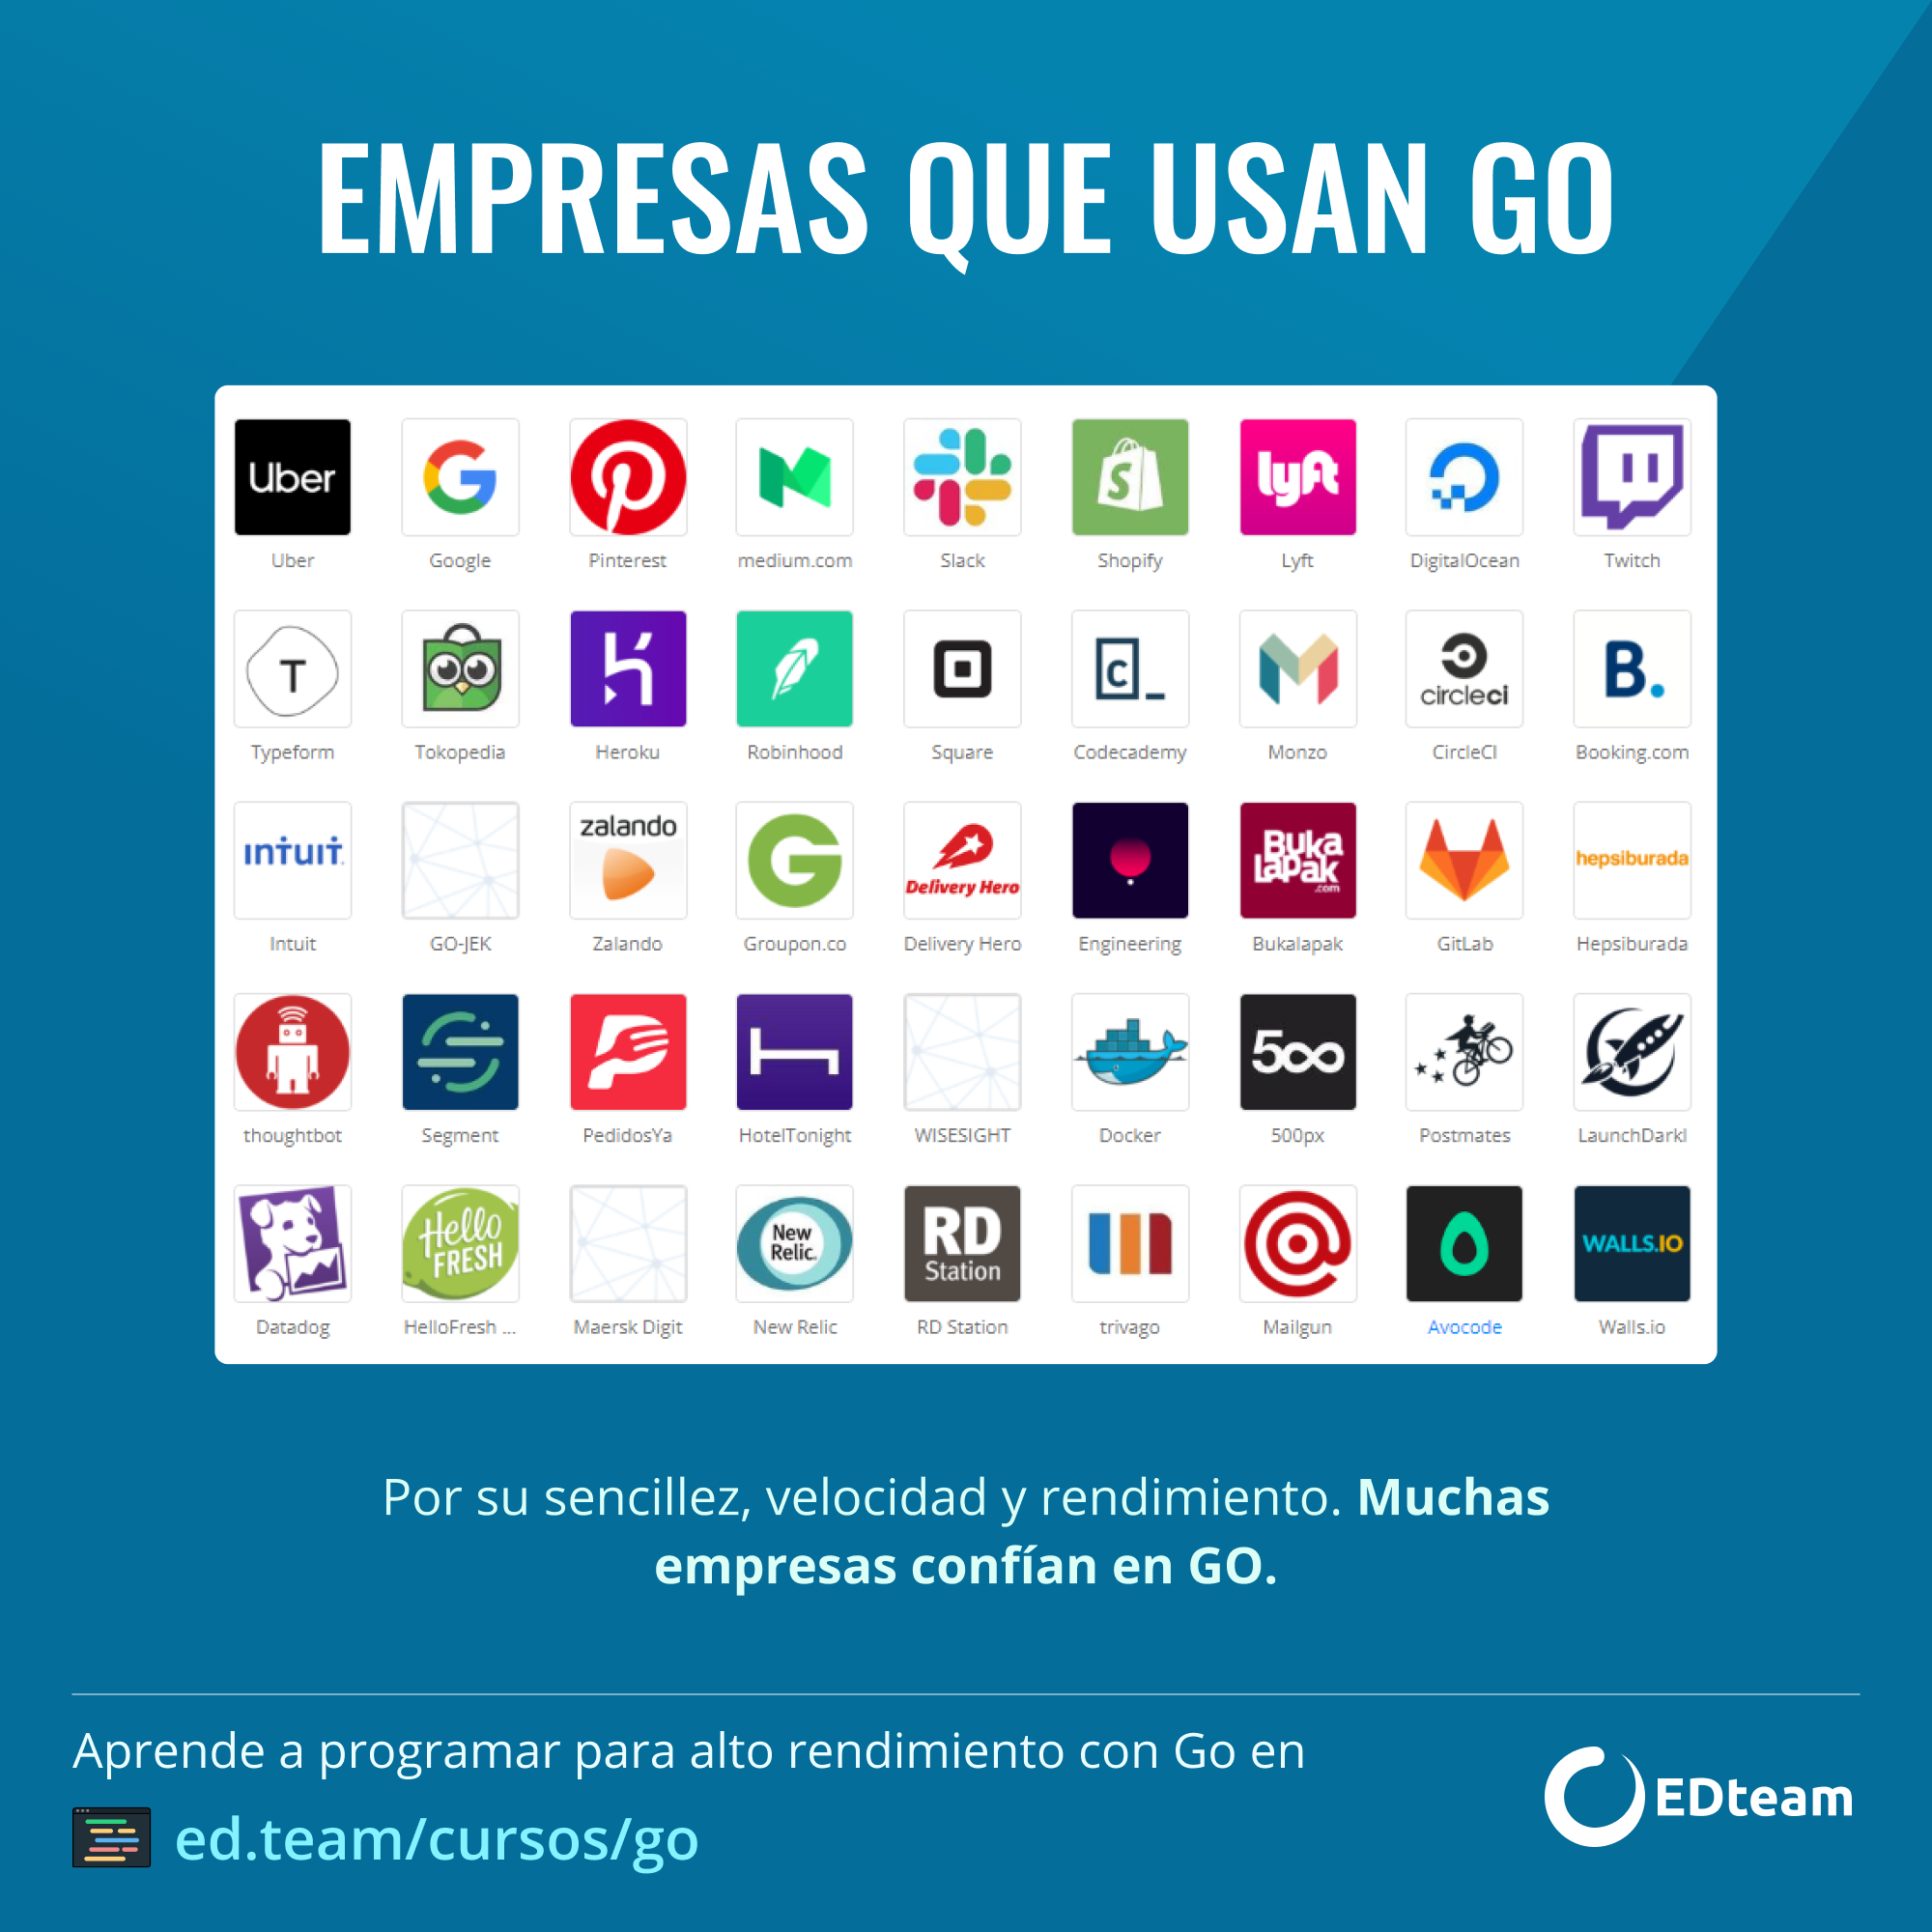 EMPRESAS QUE USAN GO
Uber
G
lyft
Uber Google Pinterest medium.com Slack Shopify Lyft DigitalOcean Twitch
T
c_
circleci
B.
Typeform Tokopedia Heroku Robinhood Square Codecademy Monzo CircleCI Booking.com
intuit.
zalando
G
Delivery Hero
Buka
Lapak
.com
hepsiburada
Intuit GO-JEK Zalando Groupon.co Delivery Hero Engineering Bukalapak GitLab Hepsiburada
500
thoughtbot Segment PedidosYa HotelTonight WISESIGHT Docker 500px Postmates LaunchDarkl
Hello
FRESH
New
Relic.
RD
Station
WALLS.IO
Datadog HelloFresh ... Maersk Digit New Relic RD Station trivago Mailgun Avocode Walls.io
Por su sencillez, velocidad y rendimiento. Muchas
empresas confían en GO.
Aprende a programar para alto rendimiento con Go en
ed.team/cursos/go
EDteam